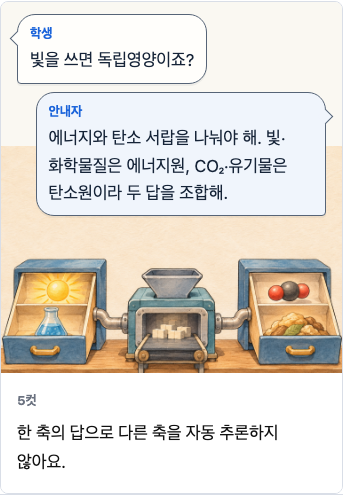 학생
빛을 쓰면 독립영양이죠?
안내자
에너지와 탄소 서랍을 나눠야 해. 빛·
화학물질은 에너지원, CO₂·유기물은
탄소원이라 두 답을 조합해.
5컷
한 축의 답으로 다른 축을 자동 추론하지
않아요.